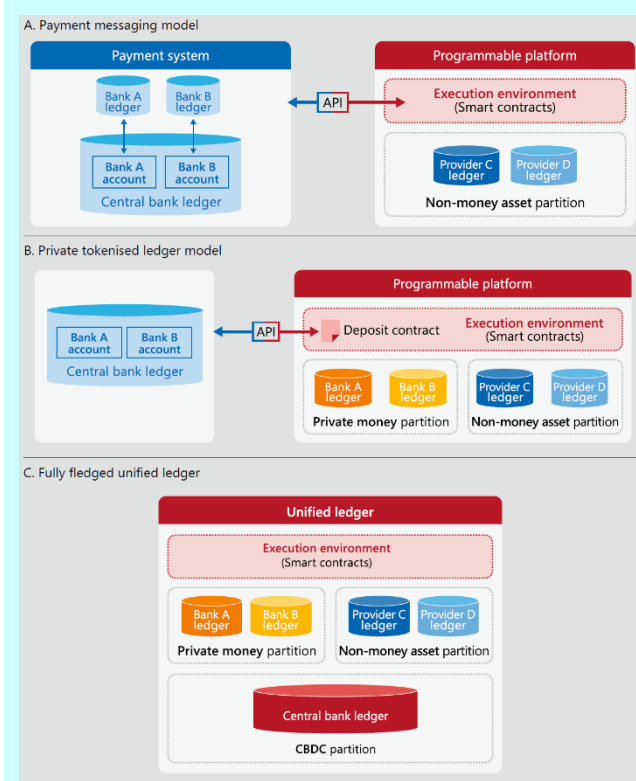 A. Payment messaging model
Payment system
Programmable platform
Bank A
ledger
Bank B
ledger
API
Execution environment
(Smart contracts)
Bank A
account
Bank B
account
Central bank ledger
Provider C
ledger
Provider D
ledger
Non-money asset partition
B. Private tokenised ledger model
Programmable platform
Bank A
account
Bank B
account
Central bank ledger
API
Deposit contract
Execution environment
(Smart contracts)
Bank A
ledger
Bank B
ledger
Private money partition
Provider C
ledger
Provider D
ledger
Non-money asset partition
C. Fully fledged unified ledger
Unified ledger
Execution environment
(Smart contracts)
Bank A
ledger
Bank B
ledger
Private money partition
Provider C
ledger
Provider D
ledger
Non-money asset partition
Central bank ledger
CBDC partition